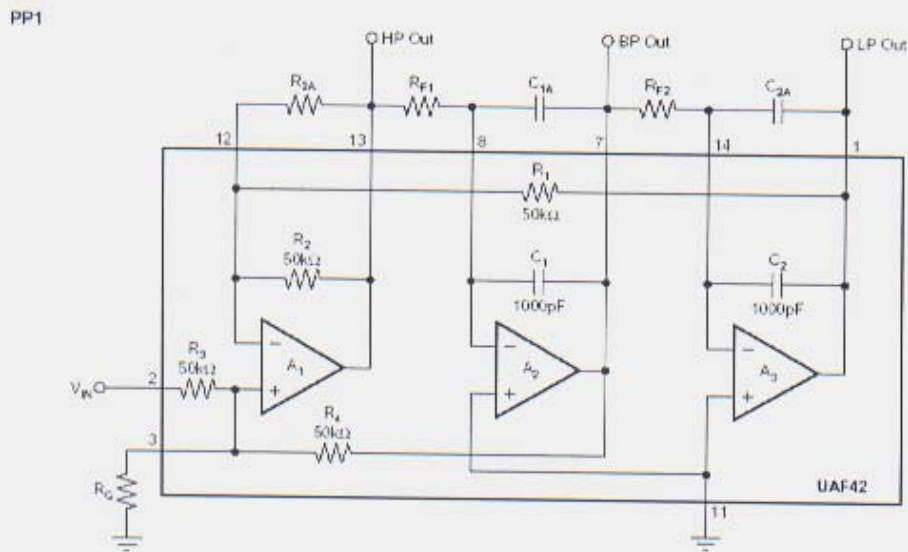 PP1
HP Out
BP Out
LP Out
R2A
RF1
C1A
RF2
C2A
12
13
8
7
14
1
R1
50kΩ
R2
50kΩ
C1
1000pF
C2
1000pF
R3
50kΩ
−
A1
+
−
A2
+
−
A3
+
VIN
2
R4
50kΩ
3
RG
UAF42
11